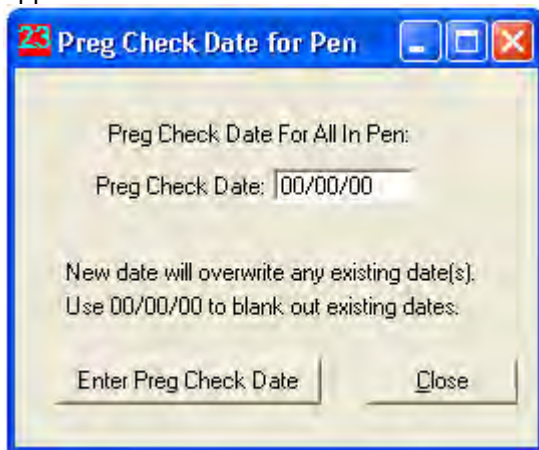 23 Preg Check Date for Pen
Preg Check Date For All In Pen:
Preg Check Date: 00/00/00
New date will overwrite any existing date(s).
Use 00/00/00 to blank out existing dates.
Enter Preg Check Date Close